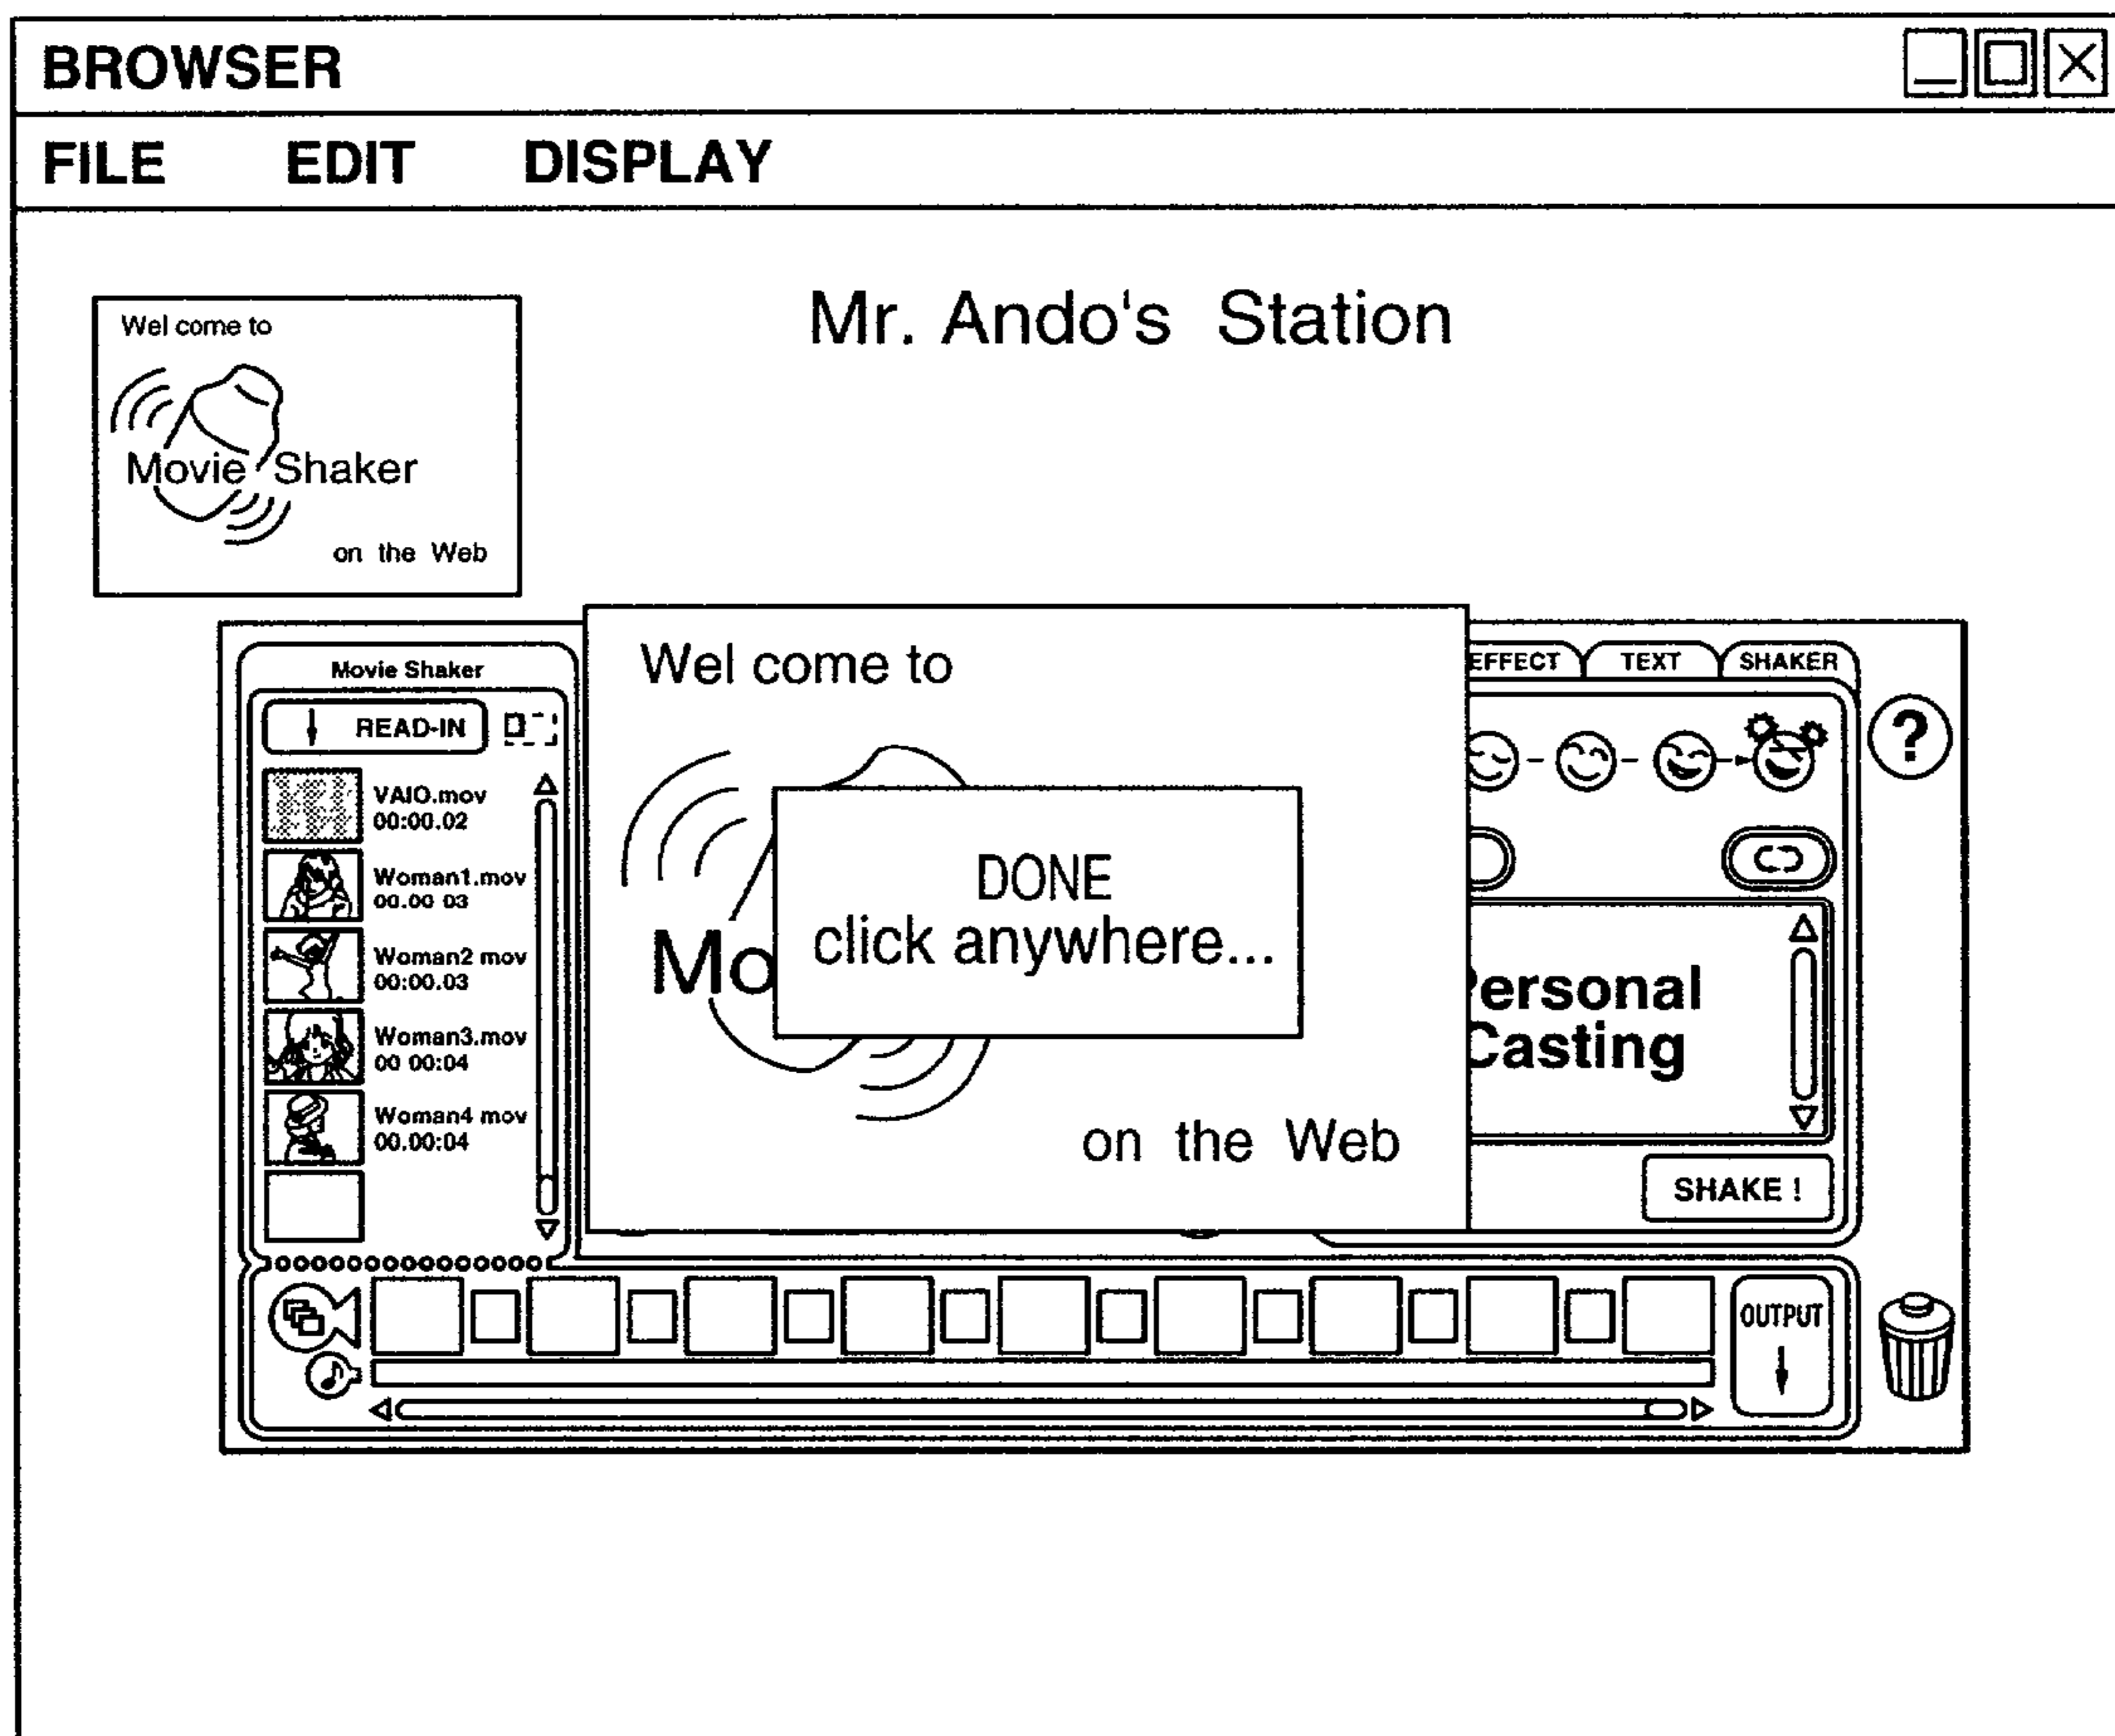 BROWSER
FILE EDIT DISPLAY
Mr. Ando's Station
Wel come to
Movie Shaker
on the Web
Movie Shaker
READ-IN
VAIO.mov
00:00.02
Woman1.mov
00.00 03
Woman2 mov
00:00.03
Woman3.mov
00 00:04
Woman4 mov
00.00:04
Wel come to
Mo
DONE
click anywhere...
on the Web
EFFECT TEXT SHAKER
?
Personal
Casting
SHAKE !
OUTPUT